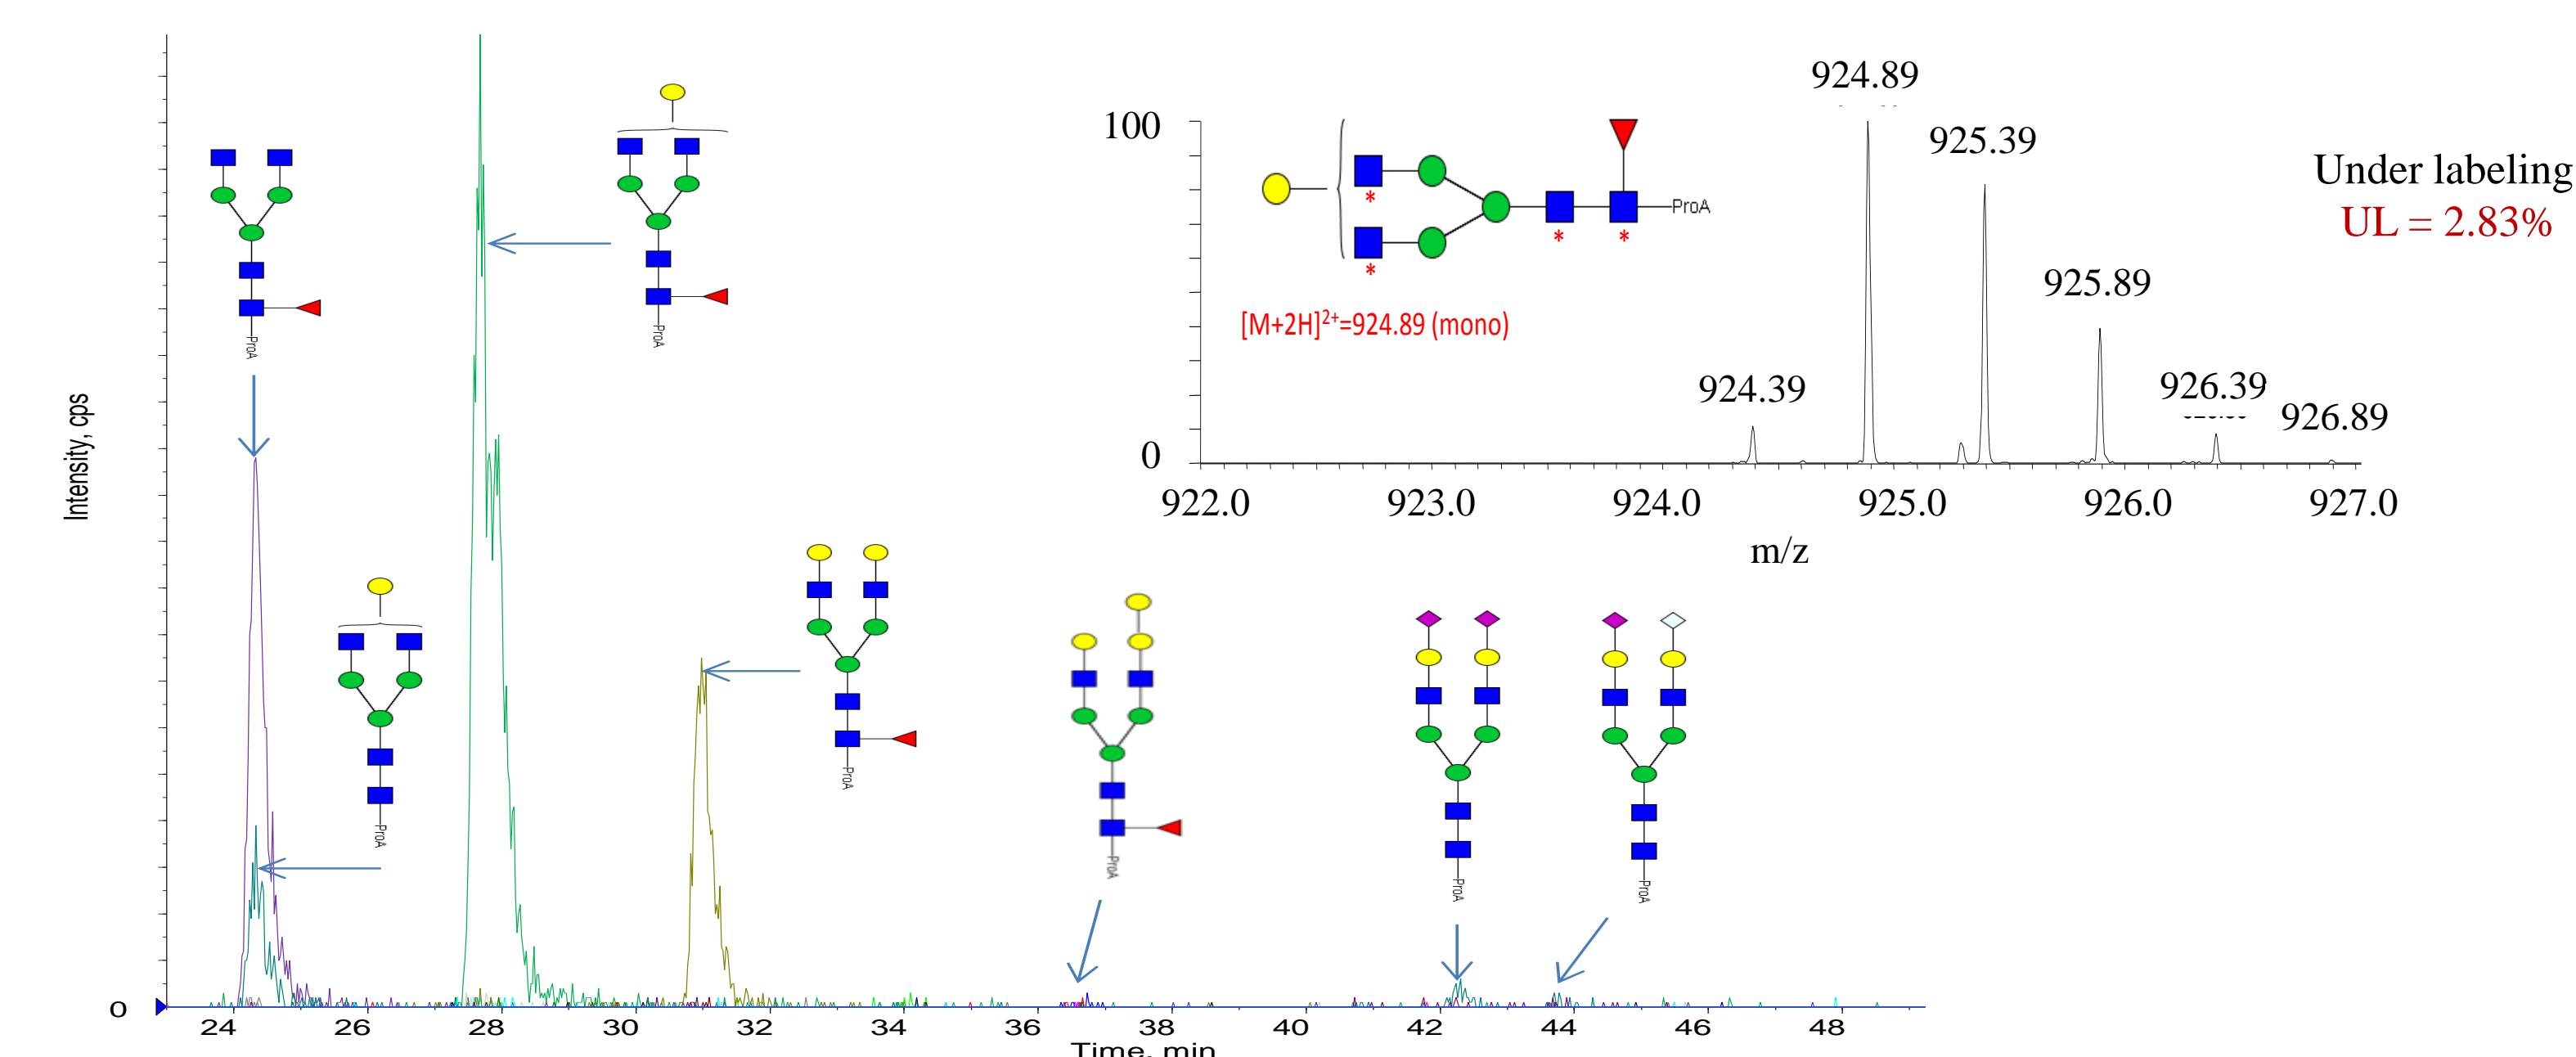 924.89
100
925.39
Under labeling
UL = 2.83%
ProA
925.89
[M+2H]2+=924.89 (mono)
924.39
926.39
926.89
0
922.0 923.0 924.0 925.0 926.0 927.0
m/z
Intensity, cps
ProA
ProA
ProA
ProA
ProA
ProA
ProA
0
24 26 28 30 32 34 36 38 40 42 44 46 48
Time, min